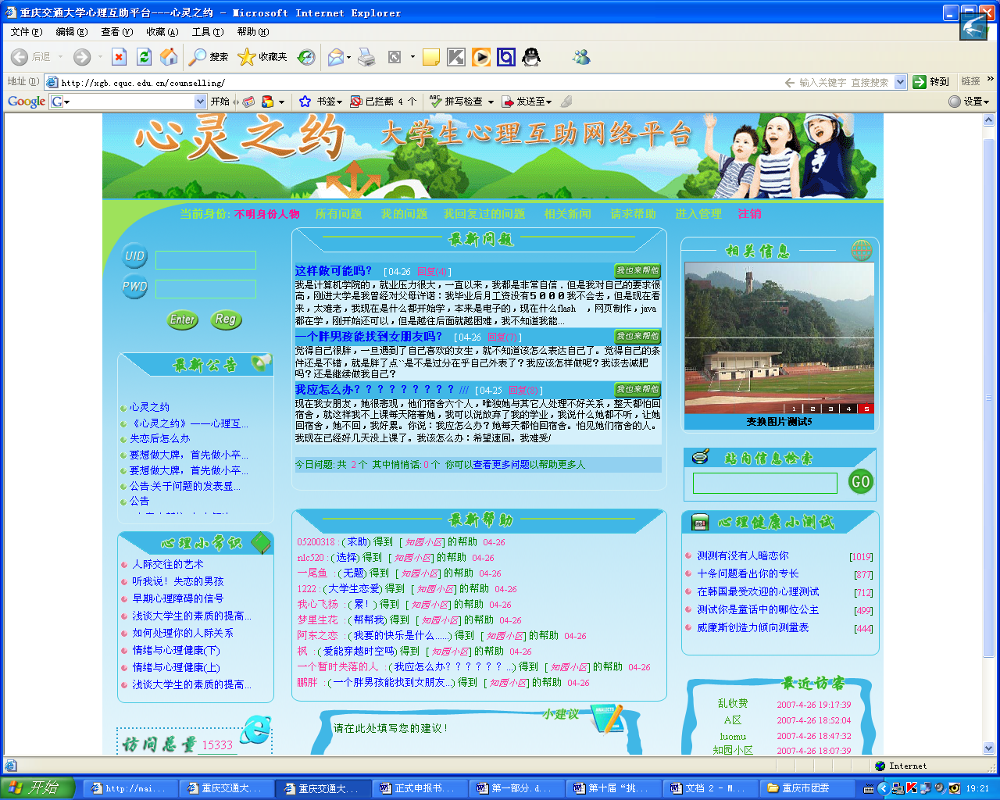 重庆交通大学心理互助平台---心灵之约 - Microsoft Internet Explorer
文件(F) 编辑(E) 查看(V) 收藏(A) 工具(T) 帮助(H)
后退 搜索 收藏夹
地址(D) http://xgb.cquc.edu.cn/counselling/ 输入关键字 直接搜索 转到 链接 »
Google G 开始 书签 已拦截 4 个 ABC 拼写检查 发送至 设置
心灵之约 大学生心理互助网络平台
当前身份: 不明身份人物 所有问题 我的问题 我回复过的问题 相关新闻 请求帮助 进入管理 注销
UID
PWD
Enter Reg
最新公告
心灵之约
《心灵之约》——心理互...
失恋后怎么办
要想做大牌，首先做小卒...
要想做大牌，首先做小卒...
公告:关于问题的发表显...
公告
心理小常识
人际交往的艺术
听我说！失恋的男孩
早期心理障碍的信号
浅谈大学生的素质的提高...
如何处理你的人际关系
情绪与心理健康(下)
情绪与心理健康(上)
浅谈大学生的素质的提高...
访问总量 15333
最新问题
这样做可能吗？ [04-26 回复(4)] 我也来帮他
我是计算机学院的，就业压力很大，一直以来，我都是非常自信．但是我对自己的要求很
高，刚进大学是我曾经对父母许诺：我毕业后月工资没有５０００我不会去，但是现在看
来，太难老，我现在是什么都开始学，本来是电子的，现在什么flash ，网页制作，java
都在学，刚开始还可以，但是越往后面就越困难，我不知道我能...
一个胖男孩能找到女朋友吗？ [04-26 回复(7)] 我也来帮他
觉得自己很胖，一旦遇到了自己喜欢的女生，就不知道该怎么表达自己了。觉得自己的条
件还是不错，就是胖了点``是不是过分在乎自己外表了？我应该怎样做呢？我该去减肥
吗？还是继续做我自己？
我应怎么办？？？？？？？？？/// [04-25 回复(8)] 我也来帮他
现在我女朋友，她很悲观，他们宿舍六个人，唯独她与其它人处理不好关系，整天都怕回
宿舍，就这样我不上课每天陪着她，我可以说放弃了我的学业，我说什么她都不听，让她
回宿舍，她不回，我好累。你说：我应怎么办？她每天都怕回宿舍。怕见她们宿舍的人。
我现在已经好几天没上课了。我该怎么办：希望速回。我难受/
今日问题:共 2个 其中悄悄话:0个 你可以查看更多问题以帮助更多人
最新帮助
05200318 : (求助) 得到 [知园小区] 的帮助 04-26
nlc520 : (选择) 得到 [知园小区] 的帮助 04-26
一尾鱼 : (无题) 得到 [知园小区] 的帮助 04-26
1222 : (大学生恋爱) 得到 [知园小区] 的帮助 04-26
我心飞扬 : (累！) 得到 [知园小区] 的帮助 04-26
梦里生花 : (帮帮我) 得到 [知园小区] 的帮助 04-26
阿东之恋 : (我要的快乐是什么......) 得到 [知园小区] 的帮助 04-26
枫 : (爱能穿越时空吗) 得到 [知园小区] 的帮助 04-26
一个暂时失落的人 : (我应怎么办？？？？？？...) 得到 [知园小区] 的帮助 04-26
鹏胖 : (一个胖男孩能找到女朋友...) 得到 [知园小区] 的帮助 04-26
小建议
请在此处填写您的建议！
相关信息
1 2 3 4 5
变换图片测试5
站内信息检索
GO
心理健康小测试
测测有没有人暗恋你 [1019]
十条问题看出你的专长 [877]
在韩国最受欢迎的心理测试 [712]
测试你是童话中的哪位公主 [499]
威廉斯创造力倾向测量表 [444]
最近访客
乱收费 2007-4-26 19:17:39
A区 2007-4-26 18:52:04
luomu 2007-4-26 18:47:32
知园小区 2007-4-26 18:07:39
Internet
开始 http://mai... 重庆交通大... 重庆交通大... 正式申报书... 第一部分.d... 第十届“挑... 文档 2 - M... 重庆市团委 19:21